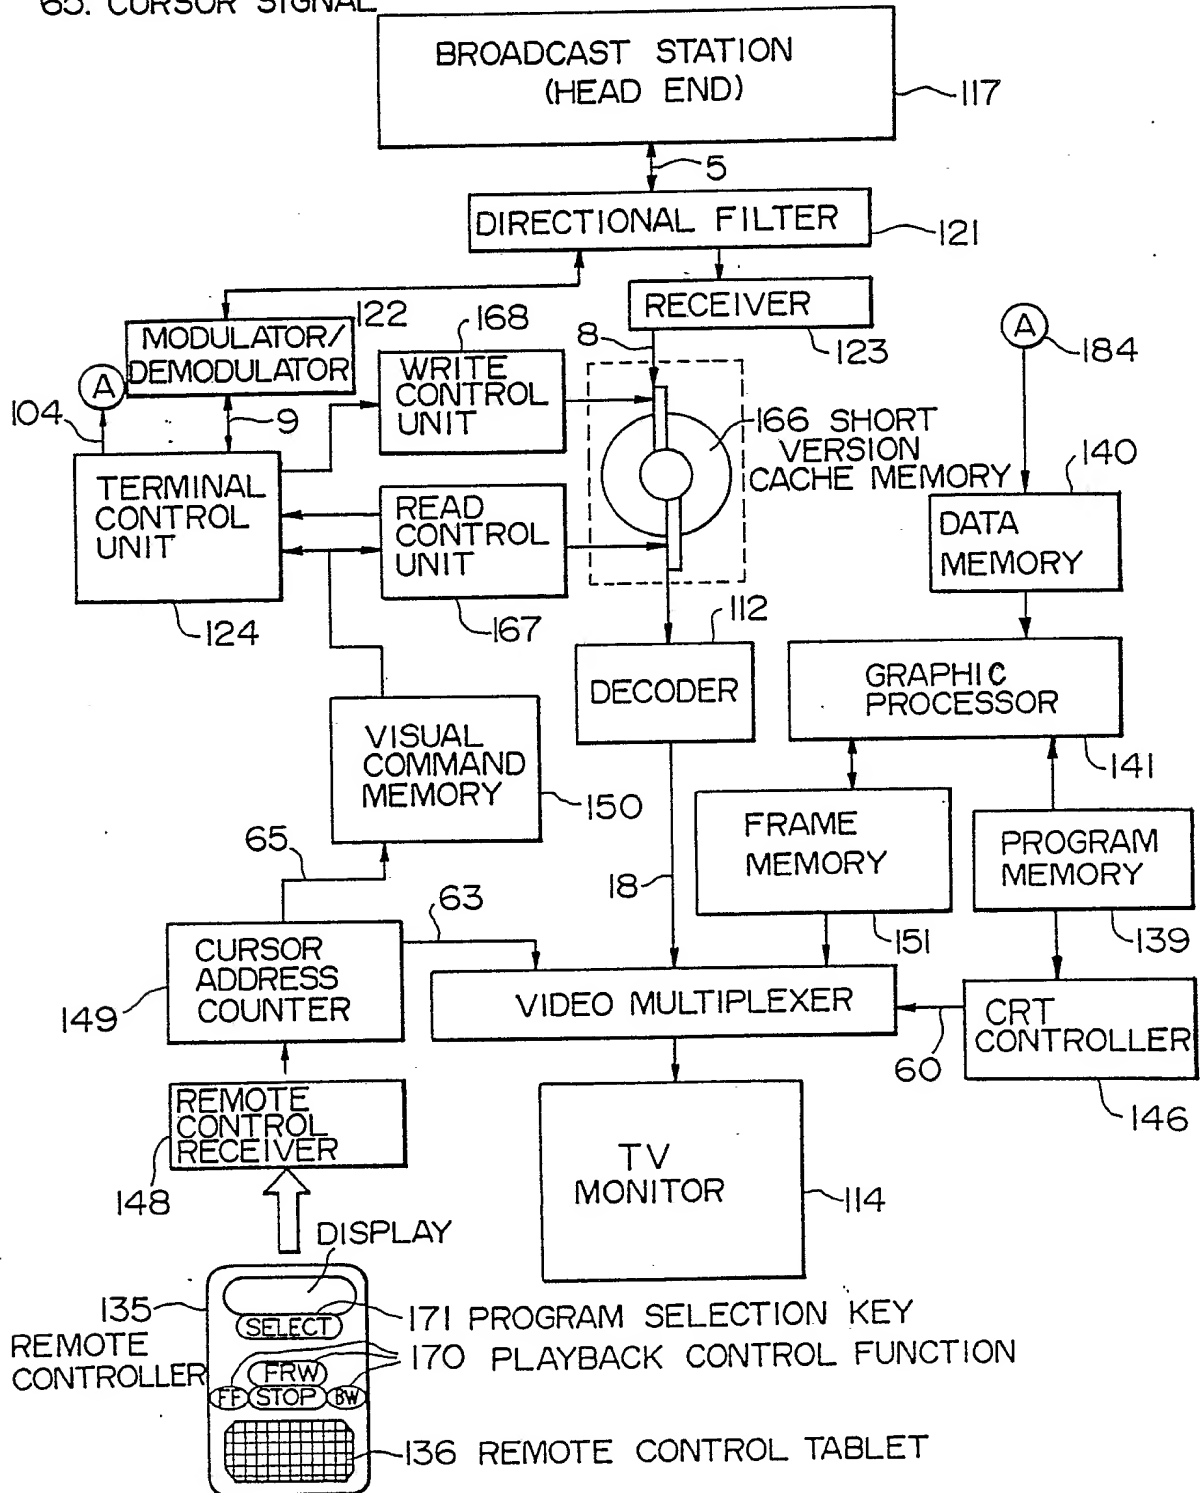 65. CURSOR SIGNAL
BROADCAST STATION
(HEAD END)
117
5
DIRECTIONAL FILTER
121
RECEIVER
123
122
MODULATOR/
DEMODULATOR
168
WRITE
CONTROL
UNIT
8
A
184
A
104
9
166 SHORT
VERSION
CACHE MEMORY
TERMINAL
CONTROL
UNIT
124
READ
CONTROL
UNIT
167
140
DATA
MEMORY
112
DECODER
GRAPHIC
PROCESSOR
141
VISUAL
COMMAND
MEMORY
150
FRAME
MEMORY
151
PROGRAM
MEMORY
139
65
63
18
CURSOR
ADDRESS
COUNTER
149
VIDEO MULTIPLEXER
60
CRT
CONTROLLER
146
REMOTE
CONTROL
RECEIVER
148
TV
MONITOR
114
DISPLAY
135
REMOTE
CONTROLLER
SELECT
171 PROGRAM SELECTION KEY
FRW
170 PLAYBACK CONTROL FUNCTION
FF
STOP
BW
136 REMOTE CONTROL TABLET